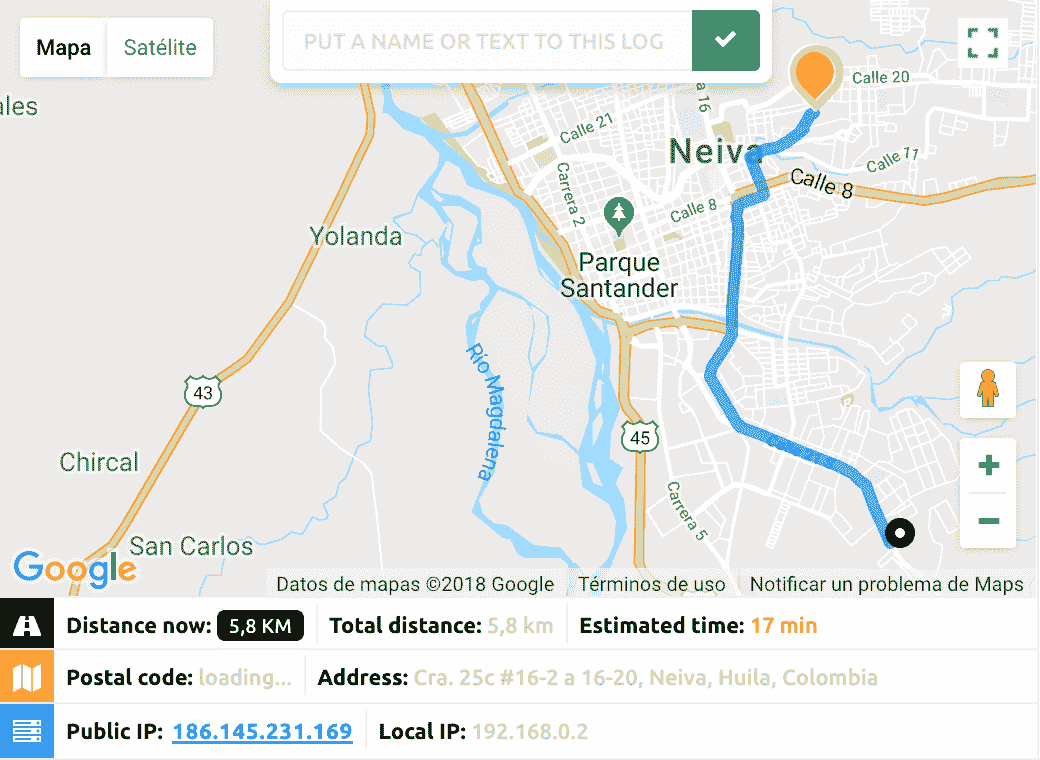 Mapa
Satélite
PUT A NAME OR TEXT TO THIS LOG
ales
a 16
Calle 20
Calle 21
Neiva
Calle 8
Carrera 2
Calle 8
Yolanda
Parque
Santander
Río Magdalena
43
45
Chircal
Carrera 5
San Carlos
Google
Datos de mapas ©2018 Google
Términos de uso
Notificar un problema de Maps
Distance now: 5,8 KM
Total distance: 5,8 km
Estimated time: 17 min
Postal code: loading...
Address: Cra. 25c #16-2 a 16-20, Neiva, Huila, Colombia
Public IP: 186.145.231.169
Local IP: 192.168.0.2